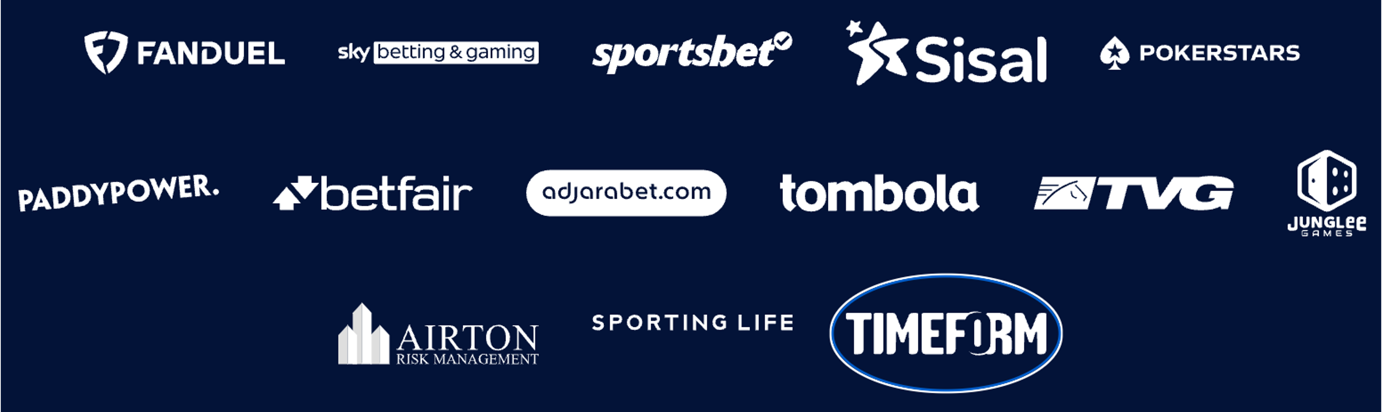 FANDUEL
sky betting & gaming
sportsbet
Sisal
POKERSTARS
PADDYPOWER.
betfair
adjarabet.com
tombola
TVG
JUNGLEE
GAMES
AIRTON
RISK MANAGEMENT
SPORTING LIFE
TIMEFORM